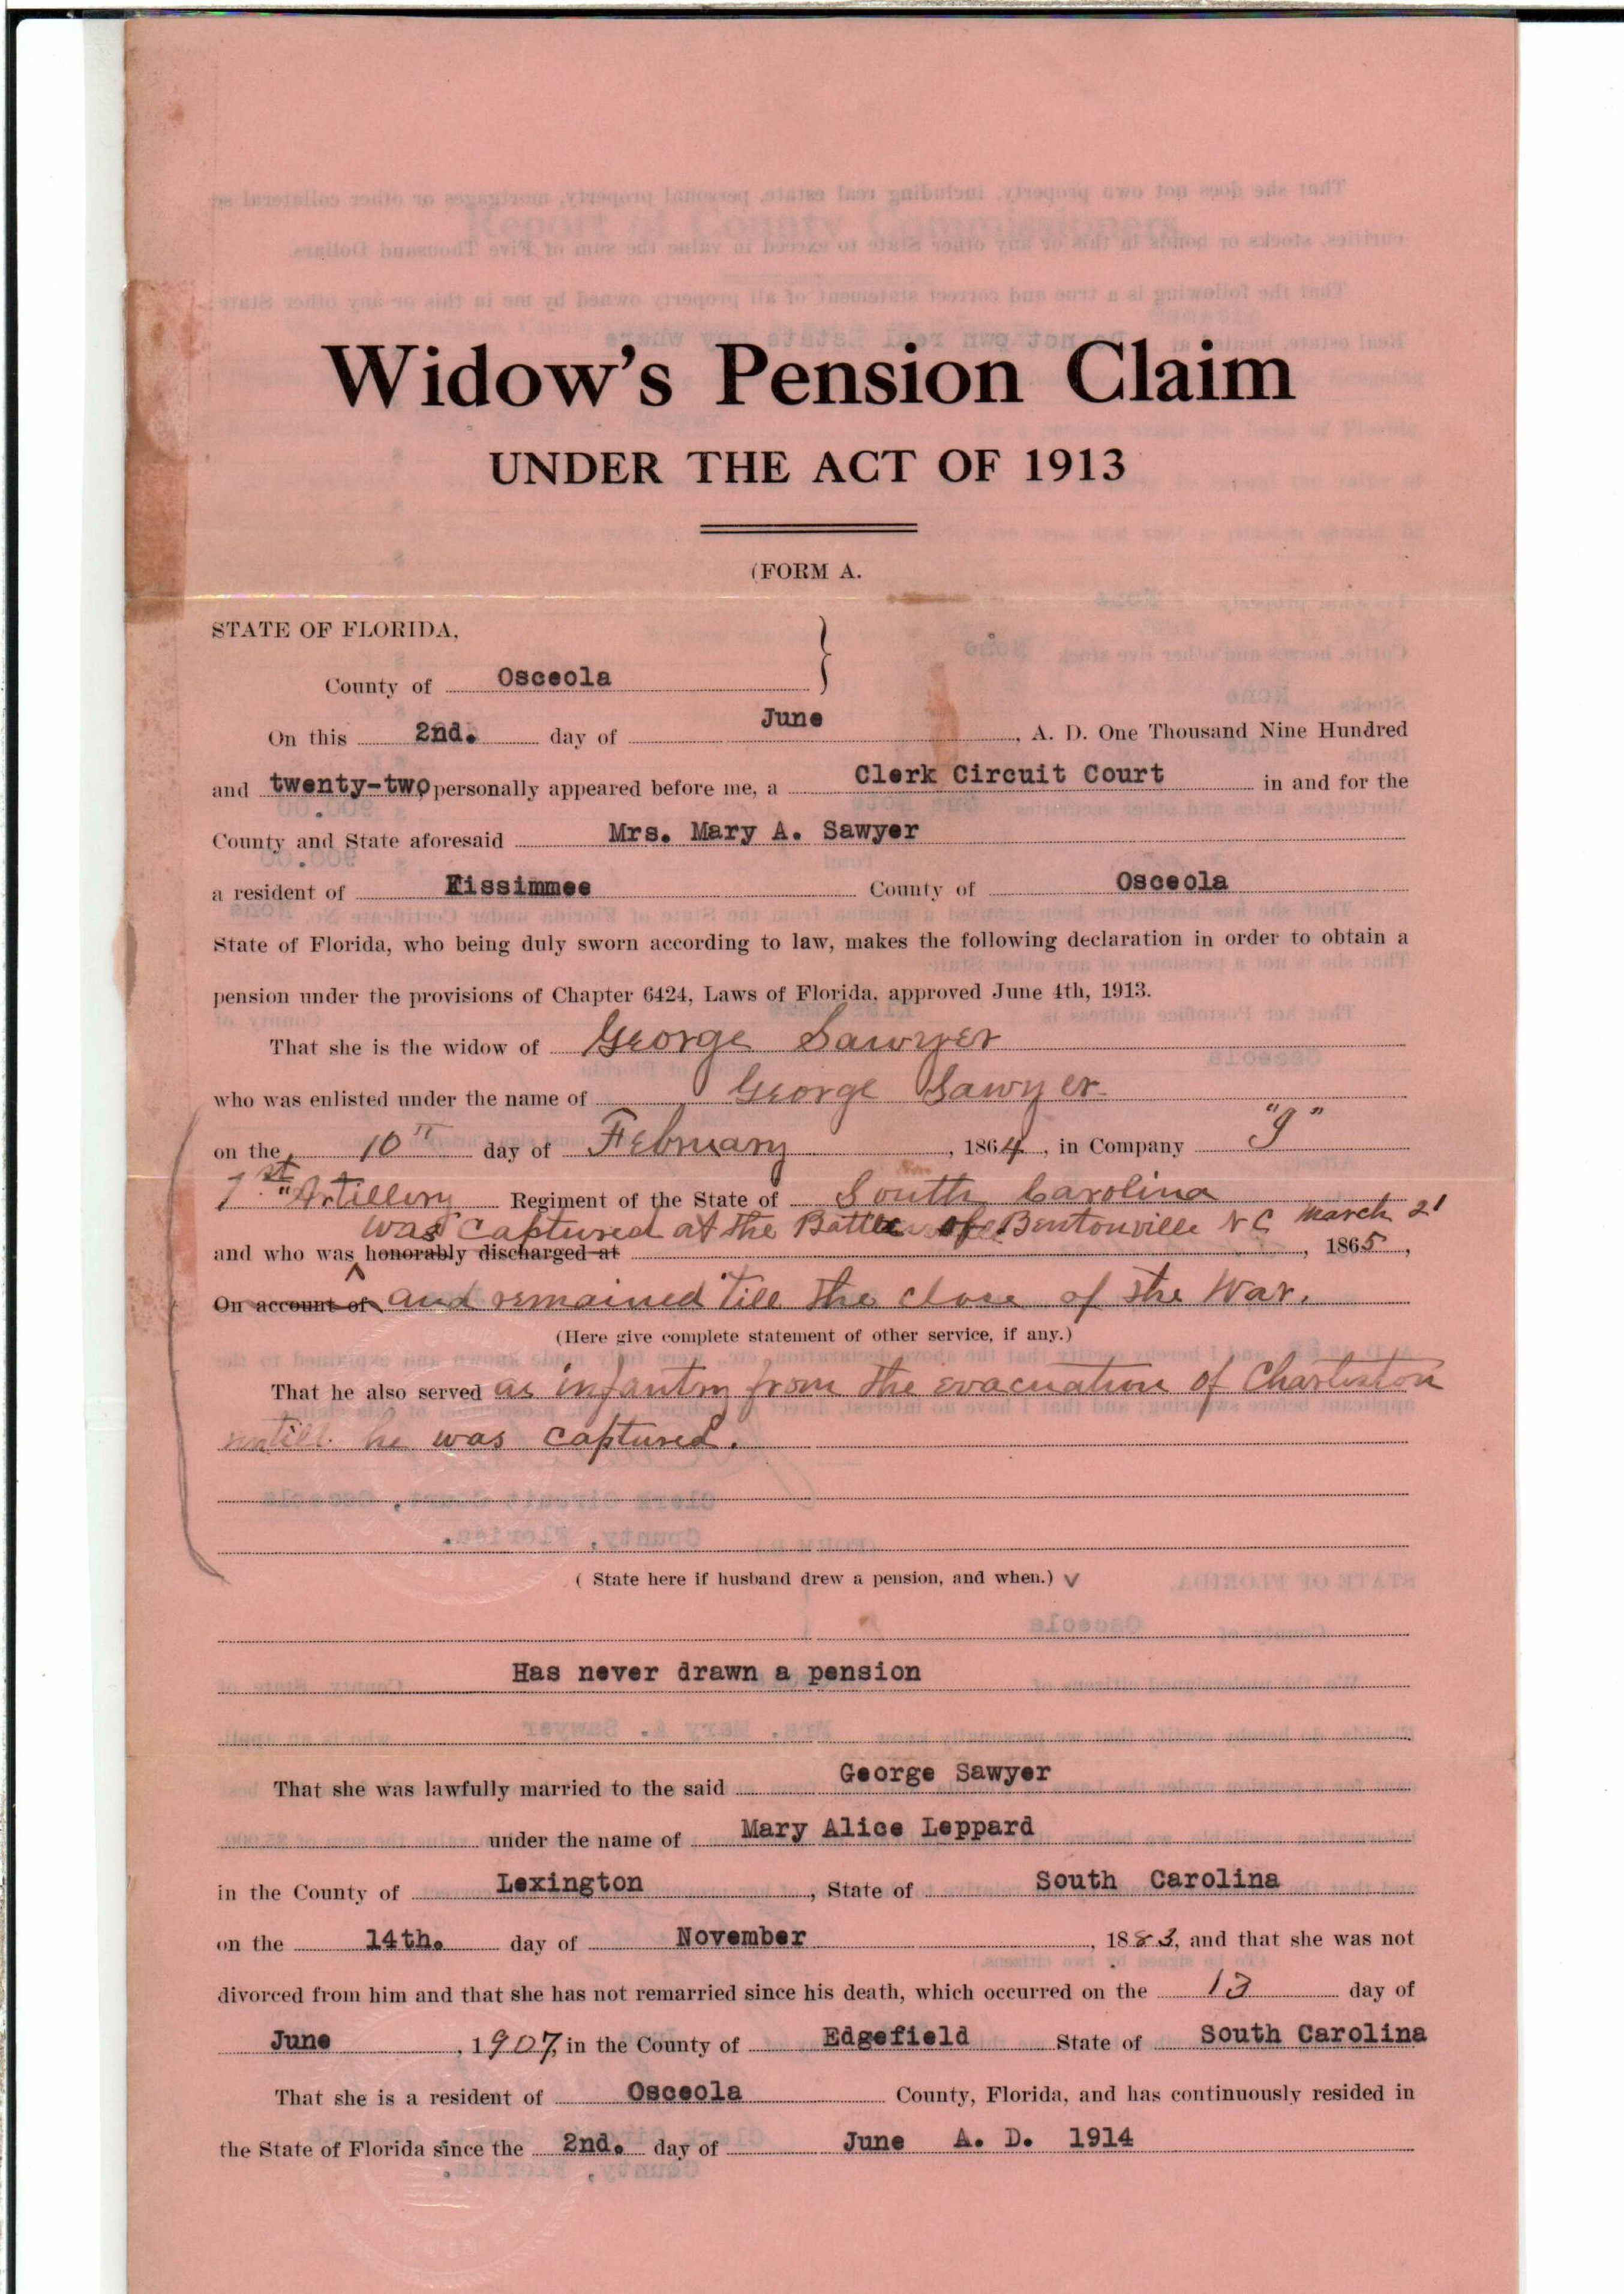 Widow's Pension Claim
UNDER THE ACT OF 1913
(FORM A.
STATE OF FLORIDA,
County of Osceola
On this 2nd. day of June, A. D. One Thousand Nine Hundred
and twenty-two personally appeared before me, a Clerk Circuit Court in and for the
County and State aforesaid Mrs. Mary A. Sawyer
a resident of Kissimmee County of Osceola
State of Florida, who being duly sworn according to law, makes the following declaration in order to obtain a
pension under the provisions of Chapter 6424, Laws of Florida, approved June 4th, 1913.
That she is the widow of George Sawyer
who was enlisted under the name of George Sawyer
on the 10th day of February, 1864, in Company "I"
1st "Artillery Regiment of the State of South Carolina
was captured at the Battle of Bentonville N C March 21
and who was honorably discharged at , 1865,
On account of and remained till the close of the War.
(Here give complete statement of other service, if any.)
That he also served as infantry from the evacuation of Charleston
untill he was captured.
( State here if husband drew a pension, and when.) v
Has never drawn a pension
That she was lawfully married to the said George Sawyer
under the name of Mary Alice Leppard
in the County of Lexington, State of South Carolina
on the 14th. day of November, 1883, and that she was not
divorced from him and that she has not remarried since his death, which occurred on the 13 day of
June, 1907, in the County of Edgefield State of South Carolina
That she is a resident of Osceola County, Florida, and has continuously resided in
the State of Florida since the 2nd. day of June A. D. 1914